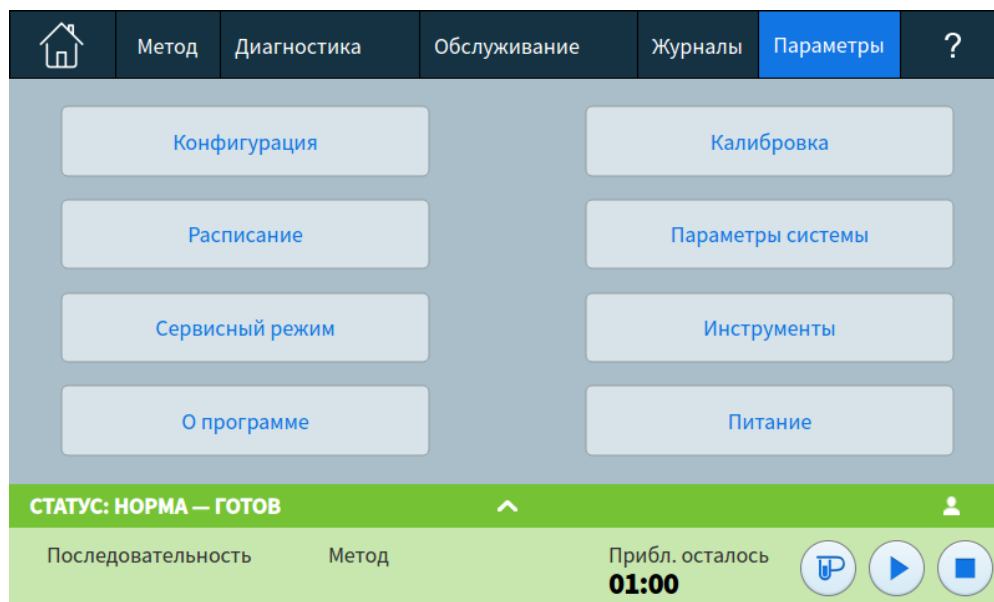 Метод Диагностика Обслуживание Журналы Параметры ?
Конфигурация Калибровка
Расписание Параметры системы
Сервисный режим Инструменты
О программе Питание
СТАТУС: НОРМА — ГОТОВ
Последовательность Метод Прибл. осталось
01:00